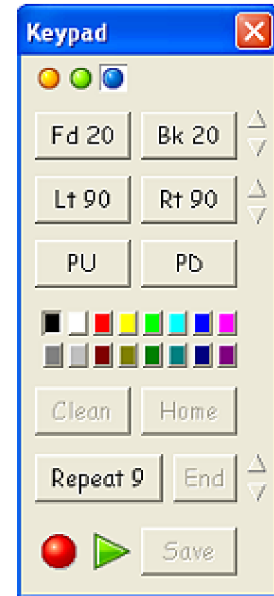 Keypad
Fd 20 Bk 20
Lt 90 Rt 90
PU PD
Clean Home
Repeat 9 End
Save